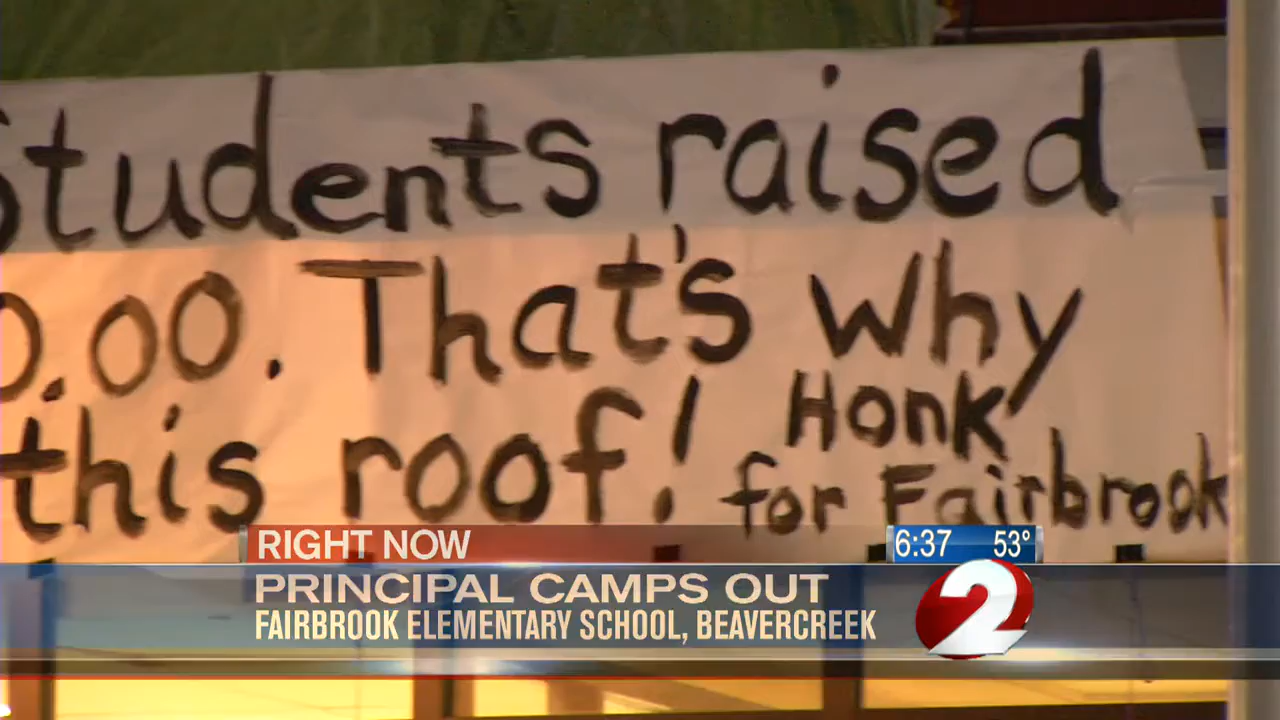 Students raised
0.00. That's why
this roof! Honk
for Fairbrook
RIGHT NOW
6:37 53°
PRINCIPAL CAMPS OUT
FAIRBROOK ELEMENTARY SCHOOL, BEAVERCREEK
2